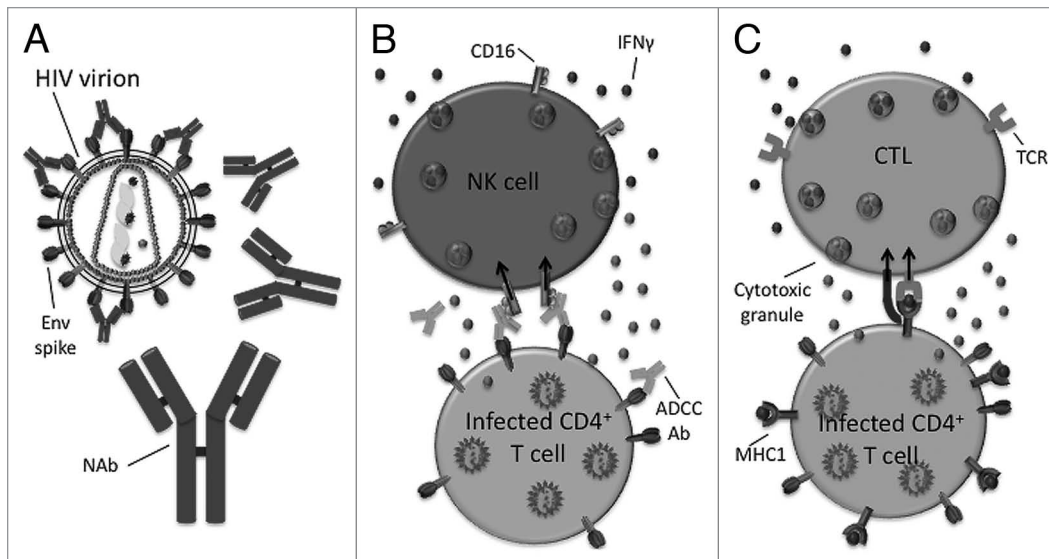 A
HIV virion
Env
spike
NAb
B
CD16
IFNγ
NK cell
ADCC
Ab
Infected CD4⁺
T cell
C
CTL
TCR
Cytotoxic
granule
MHC1
Infected CD4⁺
T cell